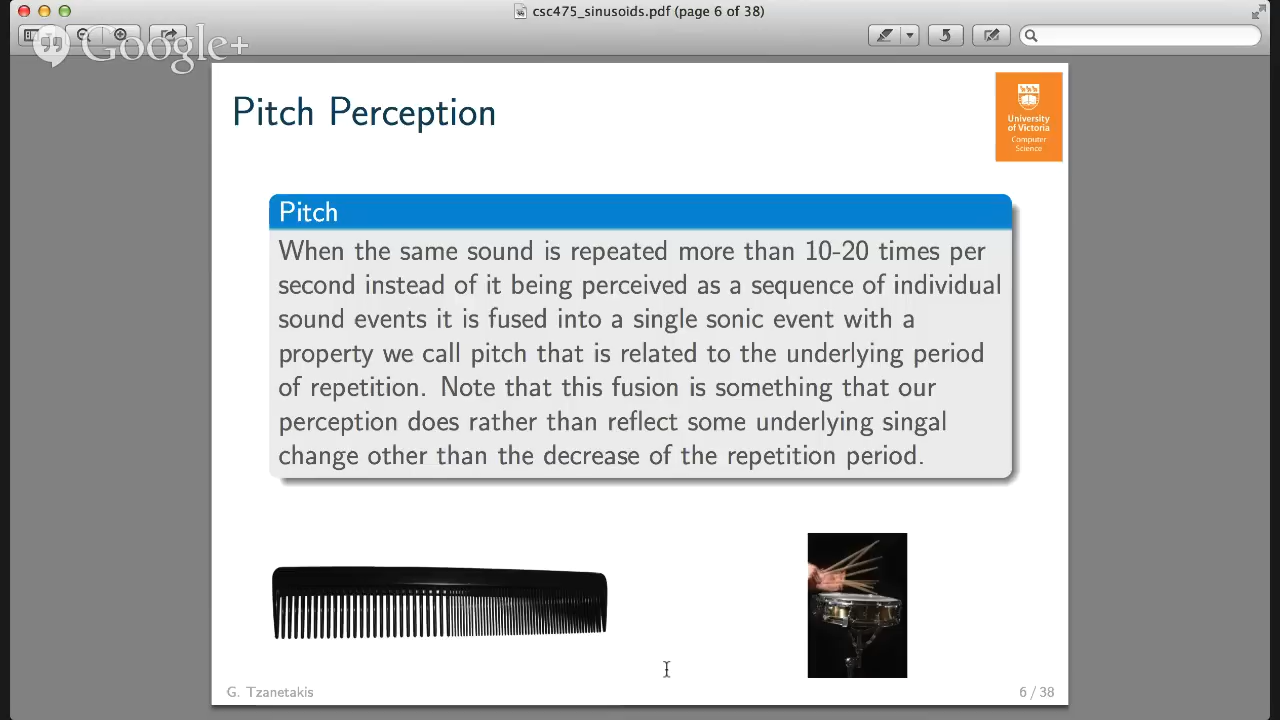 csc475_sinusoids.pdf (page 6 of 38)
Google+
Pitch Perception
University
of Victoria
Computer
Science
Pitch
When the same sound is repeated more than 10-20 times per
second instead of it being perceived as a sequence of individual
sound events it is fused into a single sonic event with a
property we call pitch that is related to the underlying period
of repetition. Note that this fusion is something that our
perception does rather than reflect some underlying singal
change other than the decrease of the repetition period.
G. Tzanetakis
6 / 38